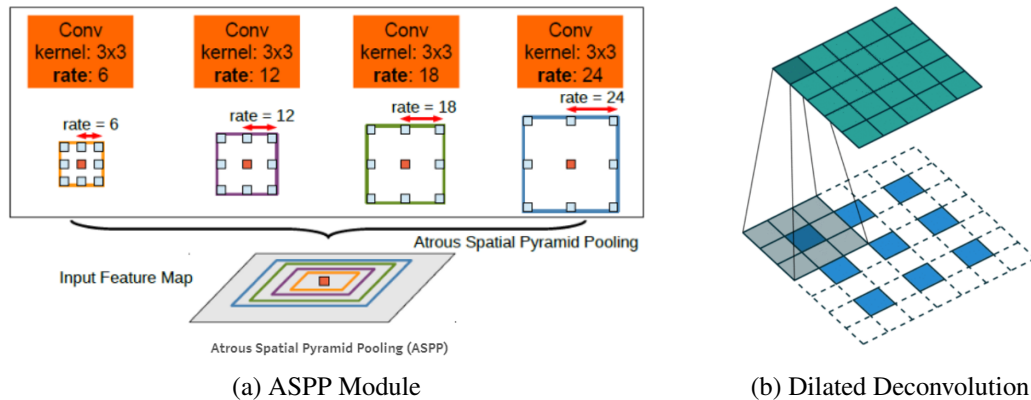 Conv
kernel: 3x3
rate: 6
Conv
kernel: 3x3
rate: 12
Conv
kernel: 3x3
rate: 18
Conv
kernel: 3x3
rate: 24
rate = 6
rate = 12
rate = 18
rate = 24
Atrous Spatial Pyramid Pooling
Input Feature Map
Atrous Spatial Pyramid Pooling (ASPP)
(a) ASPP Module
(b) Dilated Deconvolution